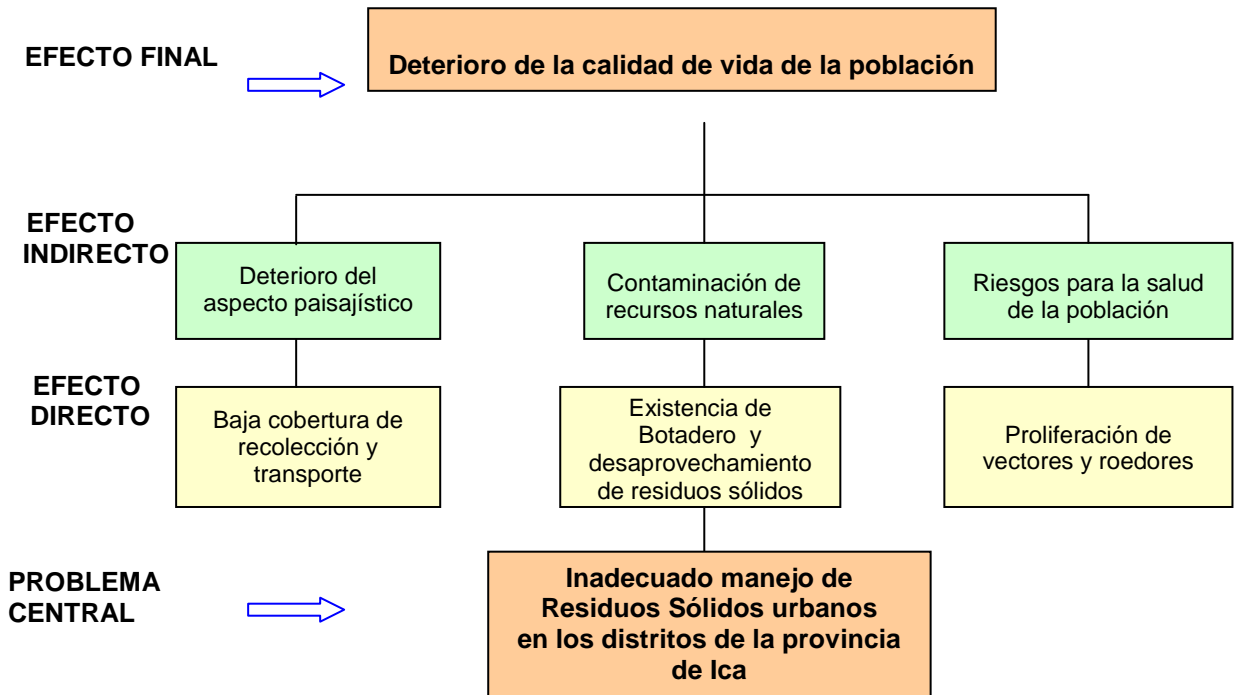 EFECTO FINAL
Deterioro de la calidad de vida de la población
EFECTO
INDIRECTO
Deterioro del
aspecto paisajístico
Contaminación de
recursos naturales
Riesgos para la salud
de la población
EFECTO
DIRECTO
Baja cobertura de
recolección y
transporte
Existencia de
Botadero y
desaprovechamiento
de residuos sólidos
Proliferación de
vectores y roedores
PROBLEMA
CENTRAL
Inadecuado manejo de
Residuos Sólidos urbanos
en los distritos de la provincia
de Ica